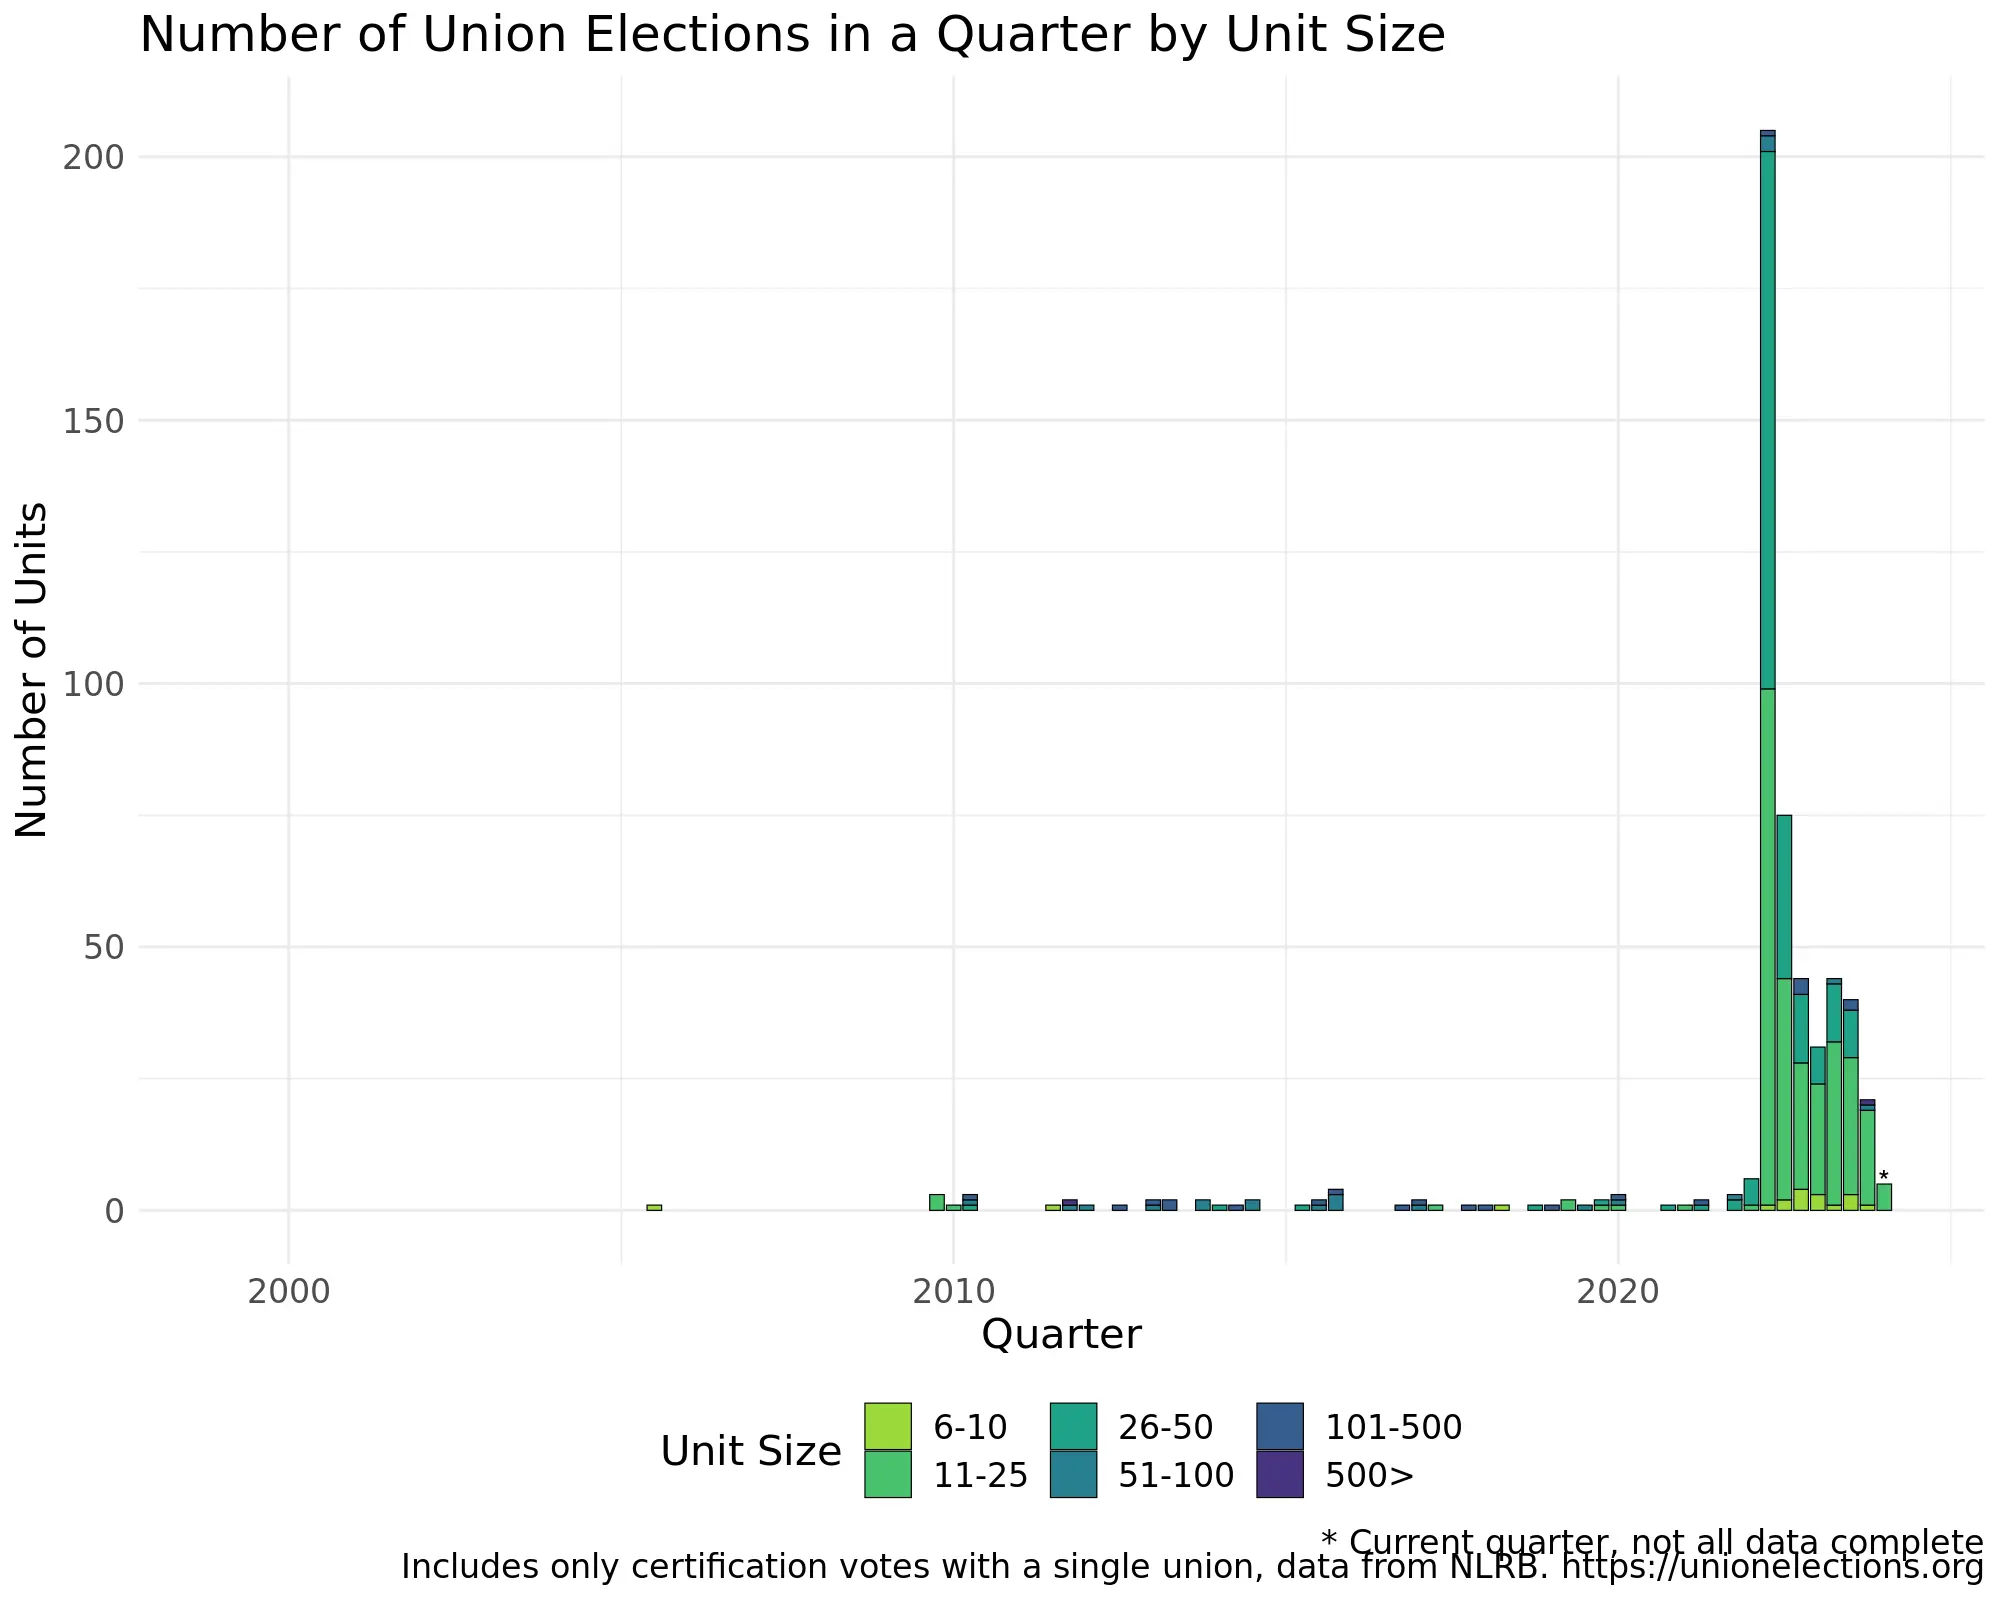 Number of Union Elections in a Quarter by Unit Size
Number of Units
200
150
100
50
0
*
2000
2010
2020
Quarter
Unit Size
6-10
26-50
101-500
11-25
51-100
500>
* Current quarter, not all data complete
Includes only certification votes with a single union, data from NLRB. https://unionelections.org